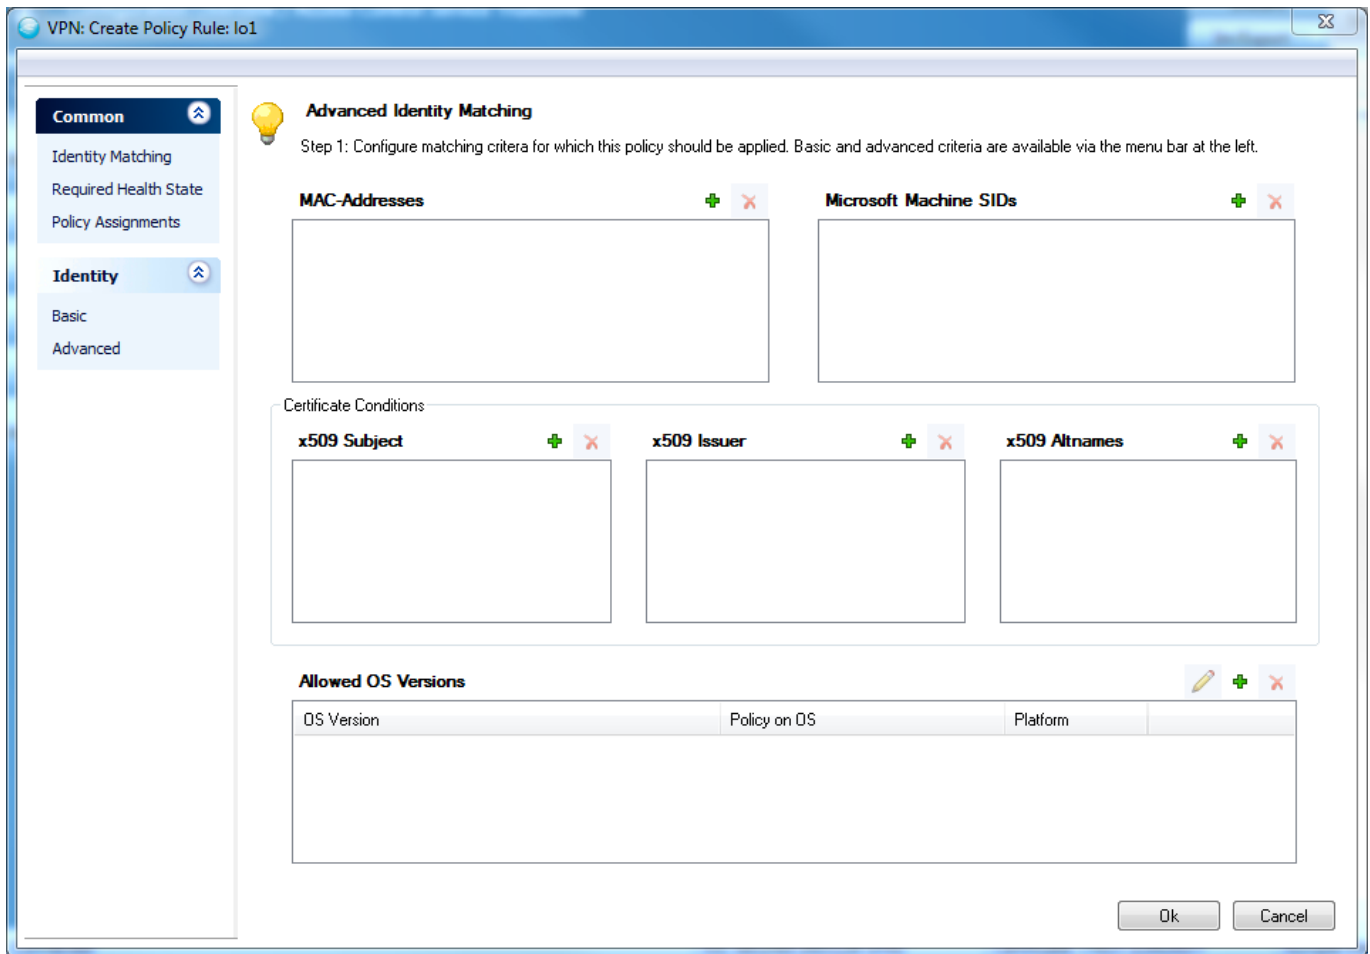 VPN: Create Policy Rule: lo1
Common
Identity Matching
Required Health State
Policy Assignments
Identity
Basic
Advanced
Advanced Identity Matching
Step 1: Configure matching critera for which this policy should be applied. Basic and advanced criteria are available via the menu bar at the left.
MAC-Addresses
Microsoft Machine SIDs
Certificate Conditions
x509 Subject
x509 Issuer
x509 Altnames
Allowed OS Versions
OS Version Policy on OS Platform
Ok Cancel